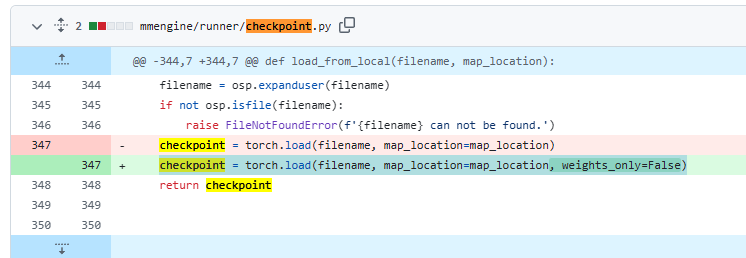 2 mmengine/runner/checkpoint.py
@@ -344,7 +344,7 @@ def load_from_local(filename, map_location):
344 344 filename = osp.expanduser(filename)
345 345 if not osp.isfile(filename):
346 346 raise FileNotFoundError(f'{filename} can not be found.')
347 - checkpoint = torch.load(filename, map_location=map_location)
347 + checkpoint = torch.load(filename, map_location=map_location, weights_only=False)
348 348 return checkpoint
349 349
350 350